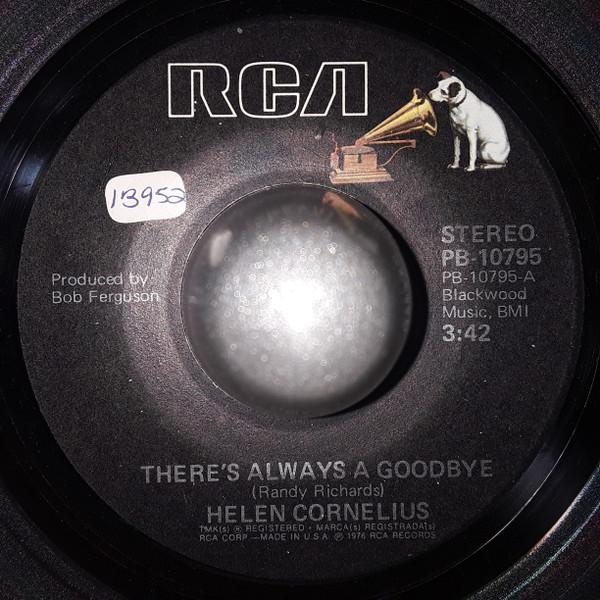 RCA
13952
STEREO
PB-10795
PB-10795-A
Blackwood
Music, BMI
3:42
Produced by
Bob Ferguson
THERE'S ALWAYS A GOODBYE
(Randy Richards)
HELEN CORNELIUS
TMK(s) ® REGISTERED • MARCA(s) REGISTRADA(s)
RCA CORP.—MADE IN U.S.A. ℗ 1976 RCA RECORDS